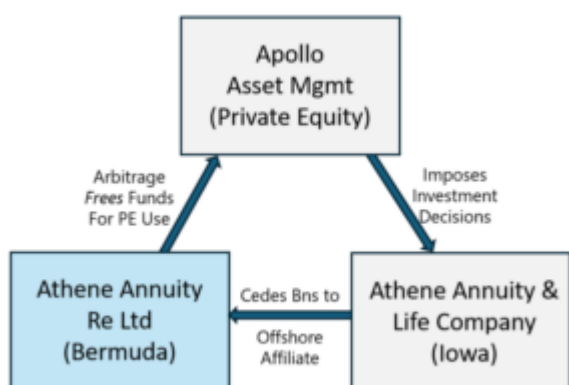 Apollo
Asset Mgmt
(Private Equity)
Arbitrage
Frees Funds
For PE Use
Imposes
Investment
Decisions
Athene Annuity
Re Ltd
(Bermuda)
Cedes Bns to
Offshore
Affiliate
Athene Annuity &
Life Company
(Iowa)